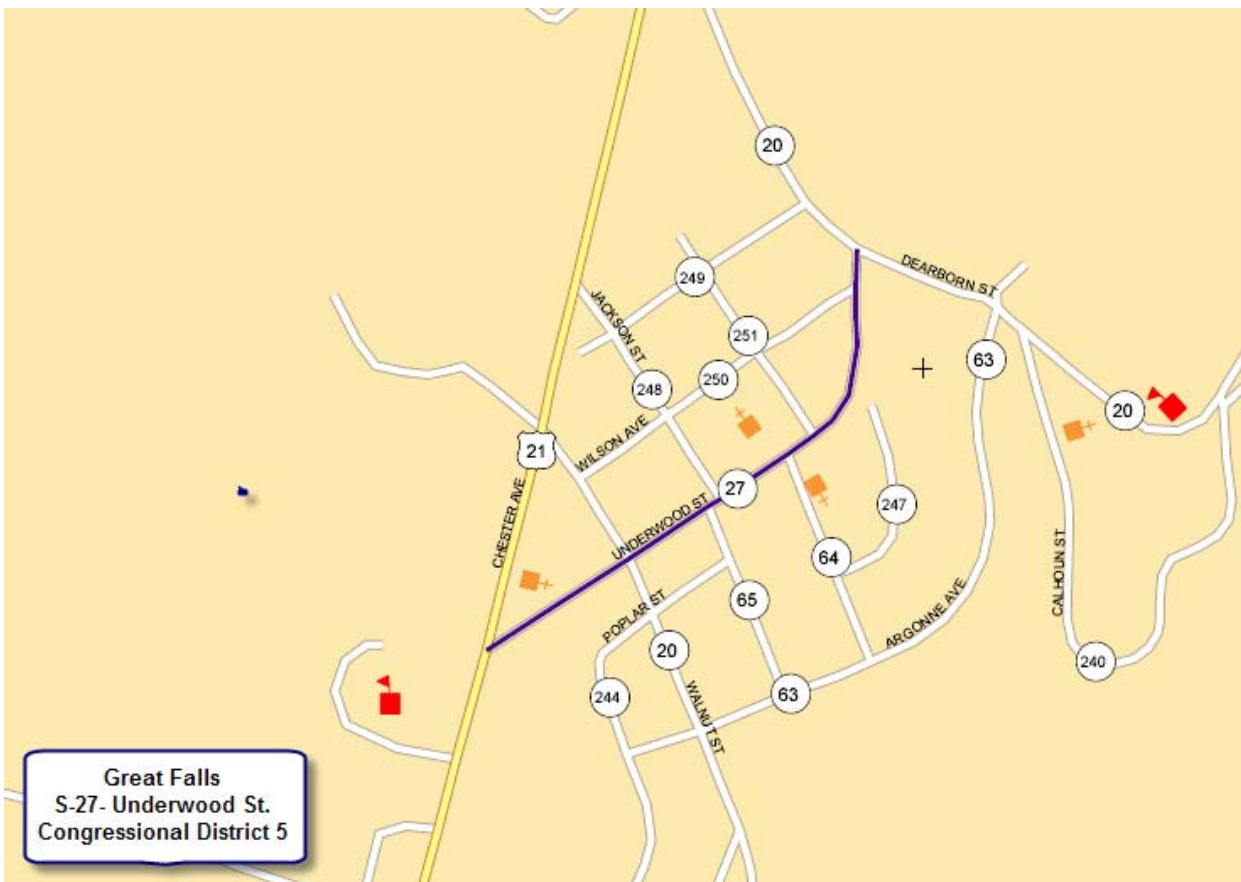 20
DEARBORN ST
249
JACKSON ST
251
63
248
250
20
WILSON AVE
21
CHESTER AVE
27
UNDERWOOD ST
247
64
CALHOUN ST
65
POPLAR ST
ARGONNE AVE
20
240
244
63
WALNUT ST
Great Falls
S-27- Underwood St.
Congressional District 5